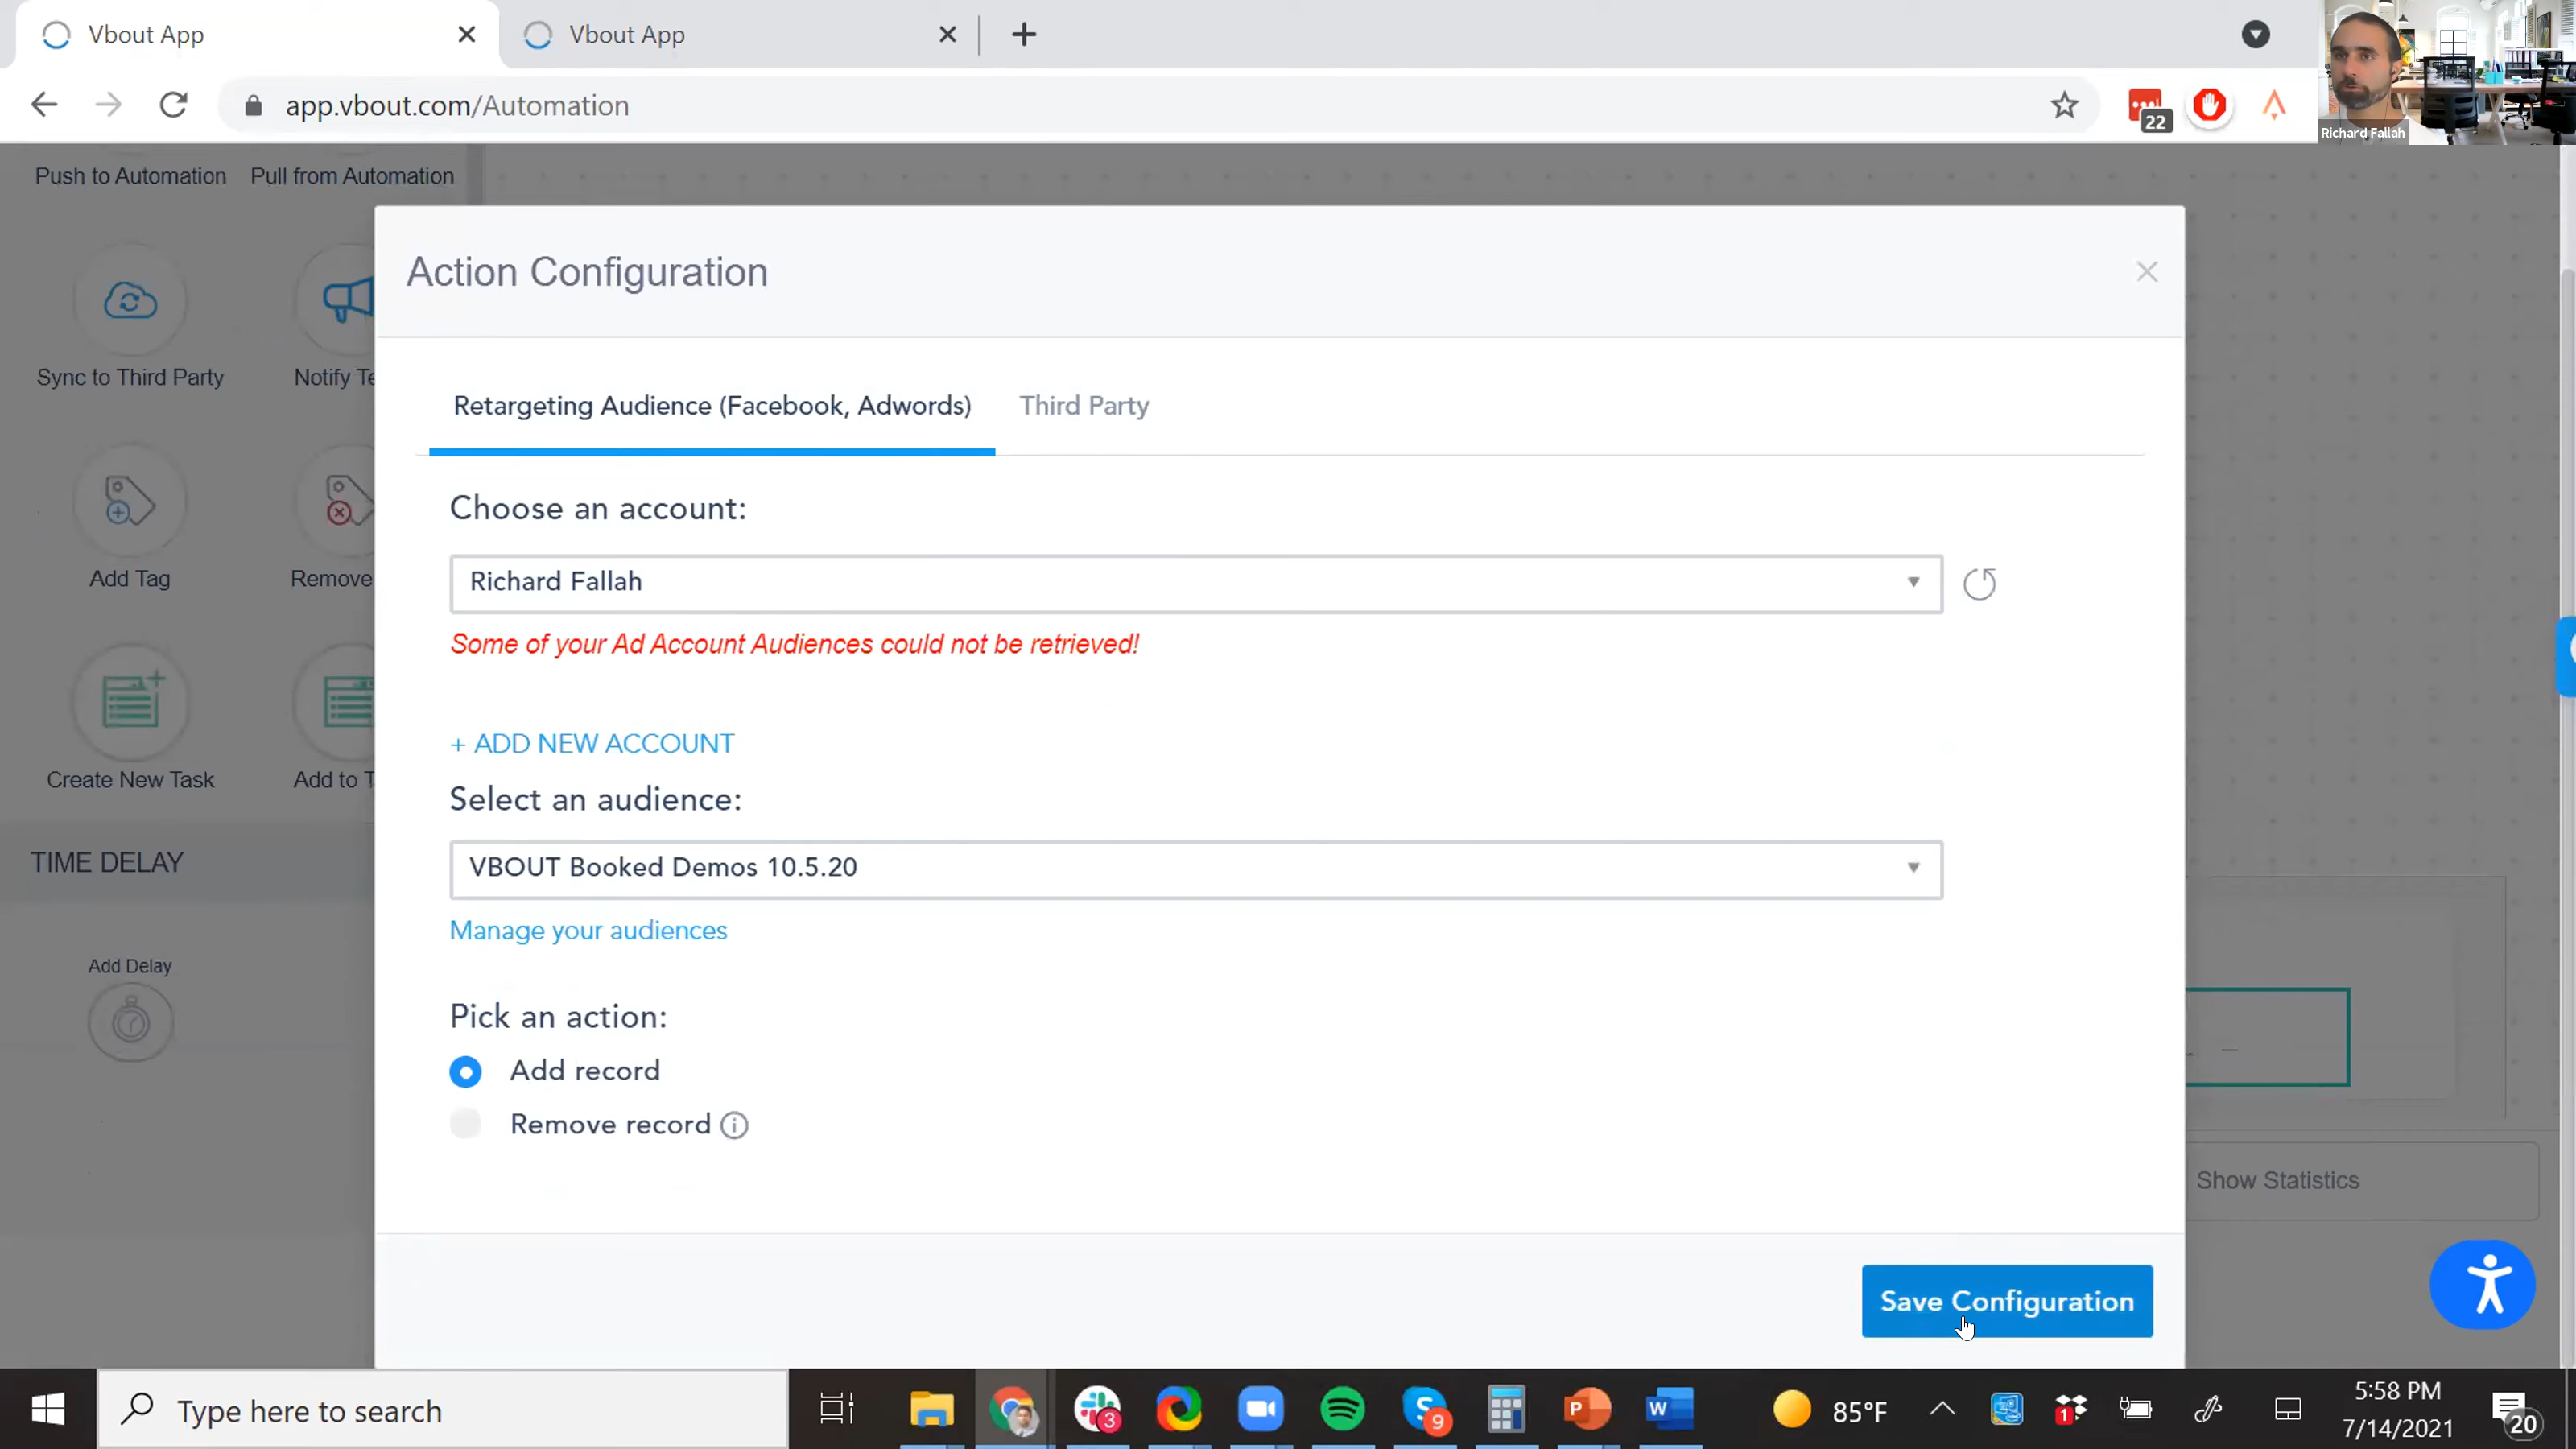 Vbout App
Vbout App
app.vbout.com/Automation
22
Richard Fallah
Push to Automation
Pull from Automation
Action Configuration
Sync to Third Party
Notify Te
Retargeting Audience (Facebook, Adwords)
Third Party
Choose an account:
Richard Fallah
Add Tag
Remove
Some of your Ad Account Audiences could not be retrieved!
+ ADD NEW ACCOUNT
Create New Task
Add to T
Select an audience:
TIME DELAY
VBOUT Booked Demos 10.5.20
Manage your audiences
Add Delay
Pick an action:
Add record
Remove record
Show Statistics
Save Configuration
Type here to search
3
9
85°F
1
5:58 PM
7/14/2021
20